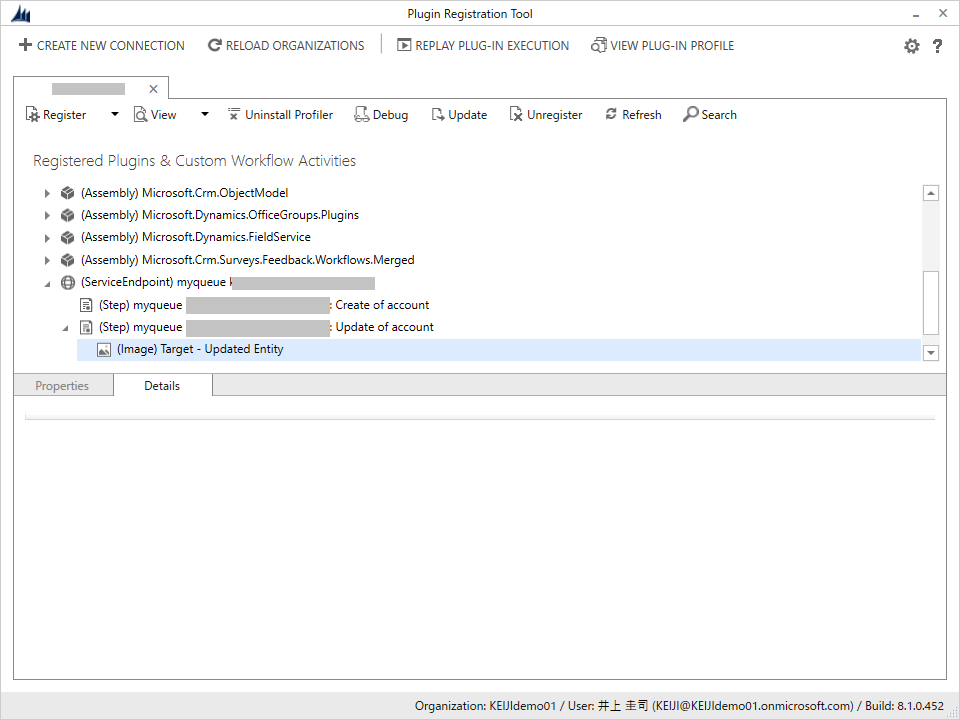 Plugin Registration Tool
CREATE NEW CONNECTION RELOAD ORGANIZATIONS REPLAY PLUG-IN EXECUTION VIEW PLUG-IN PROFILE
Register View Uninstall Profiler Debug Update Unregister Refresh Search
Registered Plugins & Custom Workflow Activities
(Assembly) Microsoft.Crm.ObjectModel
(Assembly) Microsoft.Dynamics.OfficeGroups.Plugins
(Assembly) Microsoft.Dynamics.FieldService
(Assembly) Microsoft.Crm.Surveys.Feedback.Workflows.Merged
(ServiceEndpoint) myqueue
(Step) myqueue : Create of account
(Step) myqueue : Update of account
(Image) Target - Updated Entity
Properties Details
Organization: KEIJIdemo01 / User: 井上 圭司 (KEIJI@KEIJIdemo01.onmicrosoft.com) / Build: 8.1.0.452